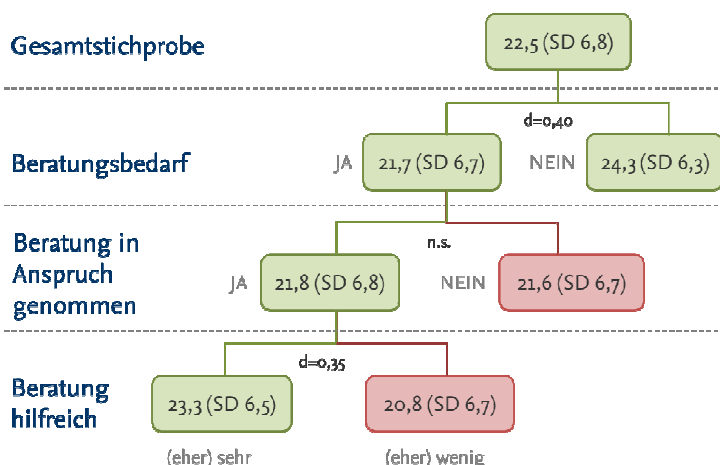 Gesamtstichprobe
22,5 (SD 6,8)
d=0,40
Beratungsbedarf
JA
21,7 (SD 6,7)
NEIN
24,3 (SD 6,3)
n.s.
Beratung in
Anspruch
genommen
JA
21,8 (SD 6,8)
NEIN
21,6 (SD 6,7)
d=0,35
Beratung
hilfreich
23,3 (SD 6,5)
20,8 (SD 6,7)
(eher) sehr
(eher) wenig